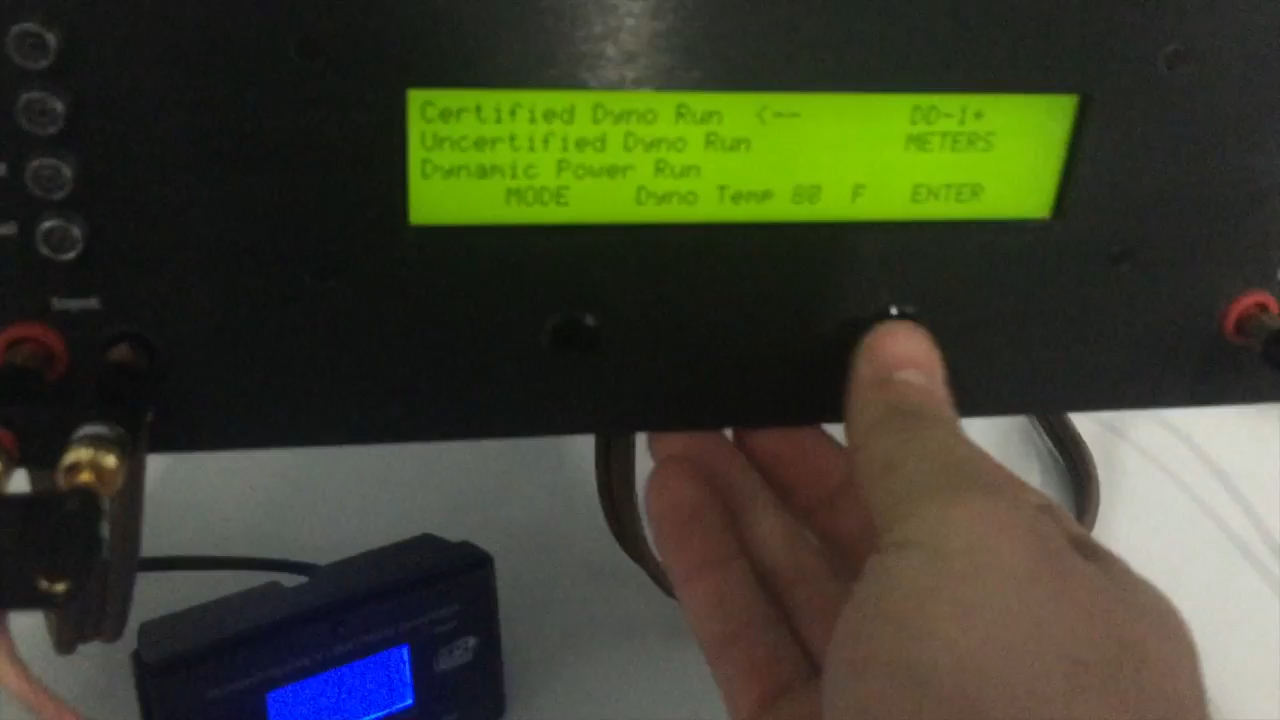 Certified Dyno Run <-- DD-1+
Uncertified Dyno Run METERS
Dynamic Power Run
MODE Dyno Temp 80 F ENTER